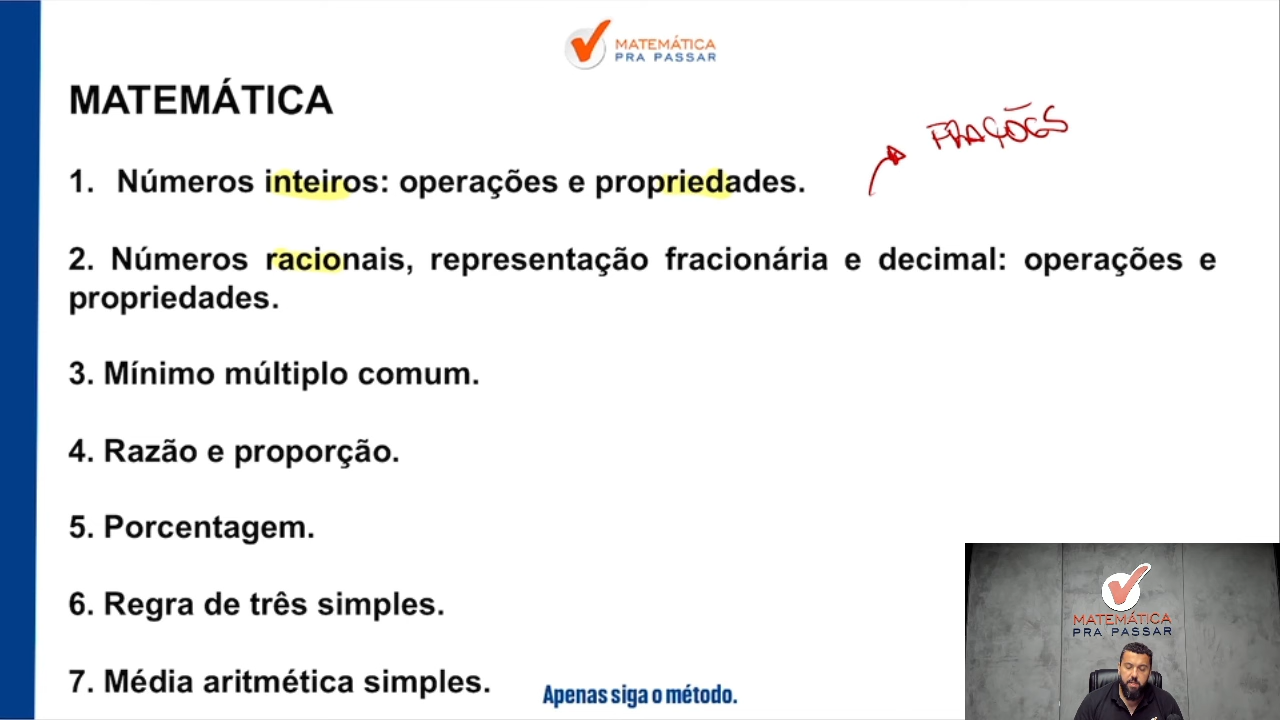 MATEMÁTICA
PRA PASSAR
MATEMÁTICA
FRAÇÕES
1. Números inteiros: operações e propriedades.
2. Números racionais, representação fracionária e decimal: operações e
propriedades.
3. Mínimo múltiplo comum.
4. Razão e proporção.
5. Porcentagem.
6. Regra de três simples.
7. Média aritmética simples.
Apenas siga o método.
MATEMÁTICA
PRA PASSAR